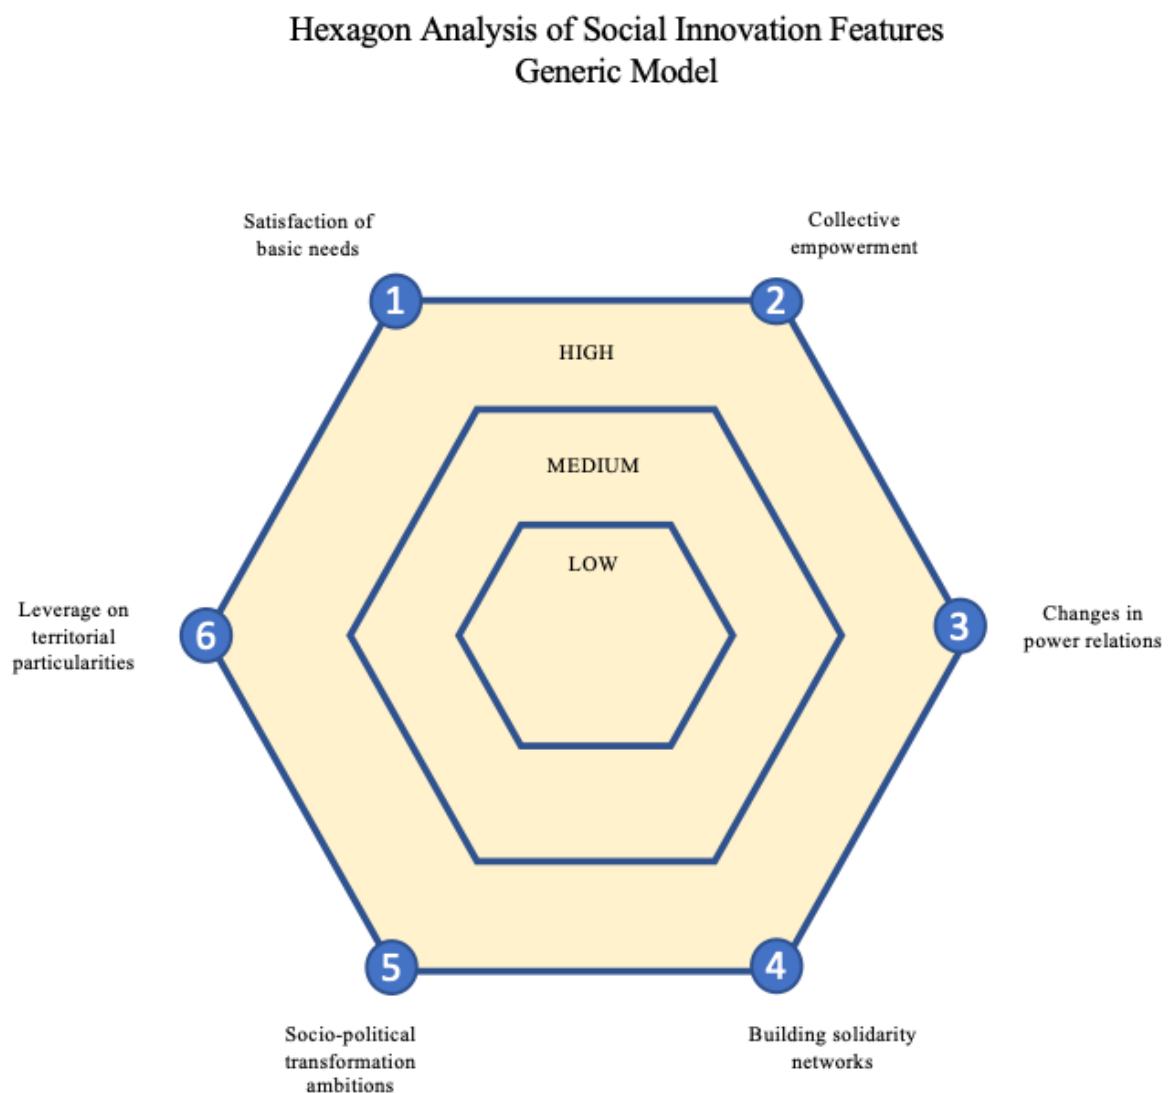 Hexagon Analysis of Social Innovation Features
Generic Model
Satisfaction of
basic needs
Collective
empowerment
1
2
HIGH
MEDIUM
LOW
Leverage on
territorial
particularities
6
3
Changes in
power relations
5
4
Socio-political
transformation
ambitions
Building solidarity
networks